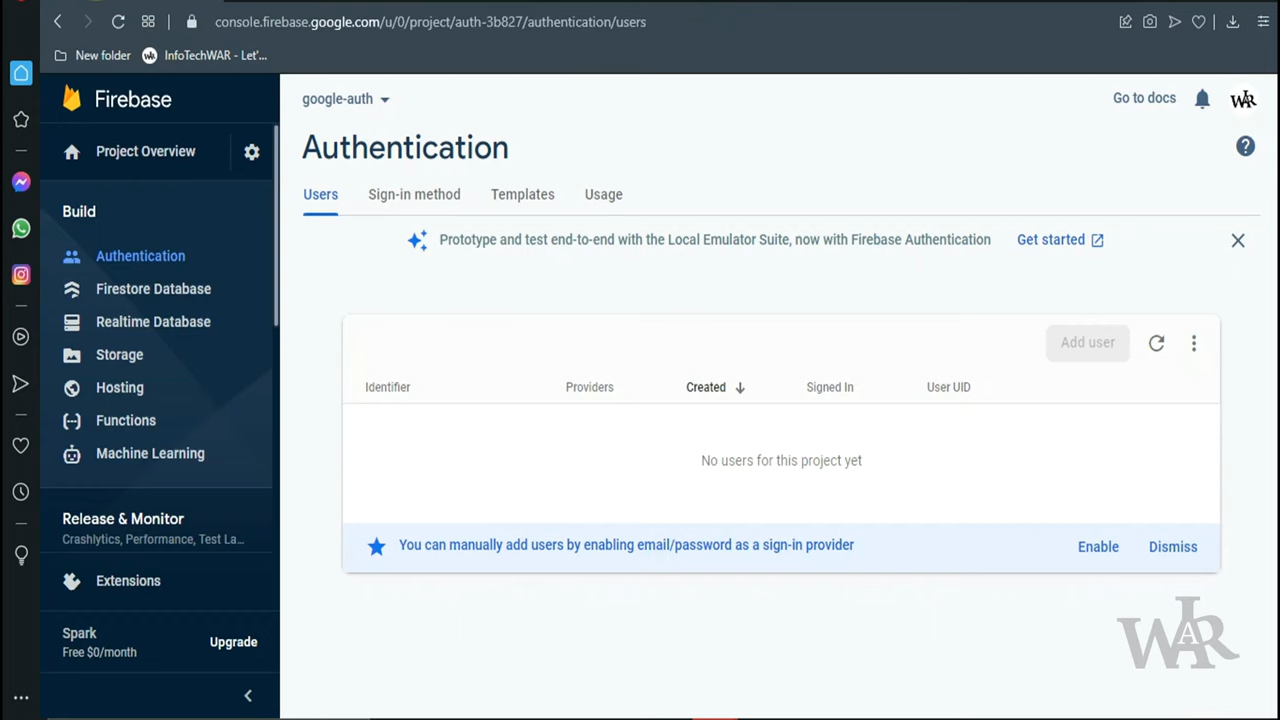 console.firebase.google.com/u/0/project/auth-3b827/authentication/users
New folder
InfoTechWAR - Let'...
Firebase
Project Overview
Build
Authentication
Firestore Database
Realtime Database
Storage
Hosting
Functions
Machine Learning
Release & Monitor
Crashlytics, Performance, Test La...
Extensions
Spark
Free $0/month
Upgrade
google-auth
Go to docs
WAR
Authentication
Users
Sign-in method
Templates
Usage
Prototype and test end-to-end with the Local Emulator Suite, now with Firebase Authentication
Get started
Add user
Identifier
Providers
Created
Signed In
User UID
No users for this project yet
You can manually add users by enabling email/password as a sign-in provider
Enable
Dismiss
WAR